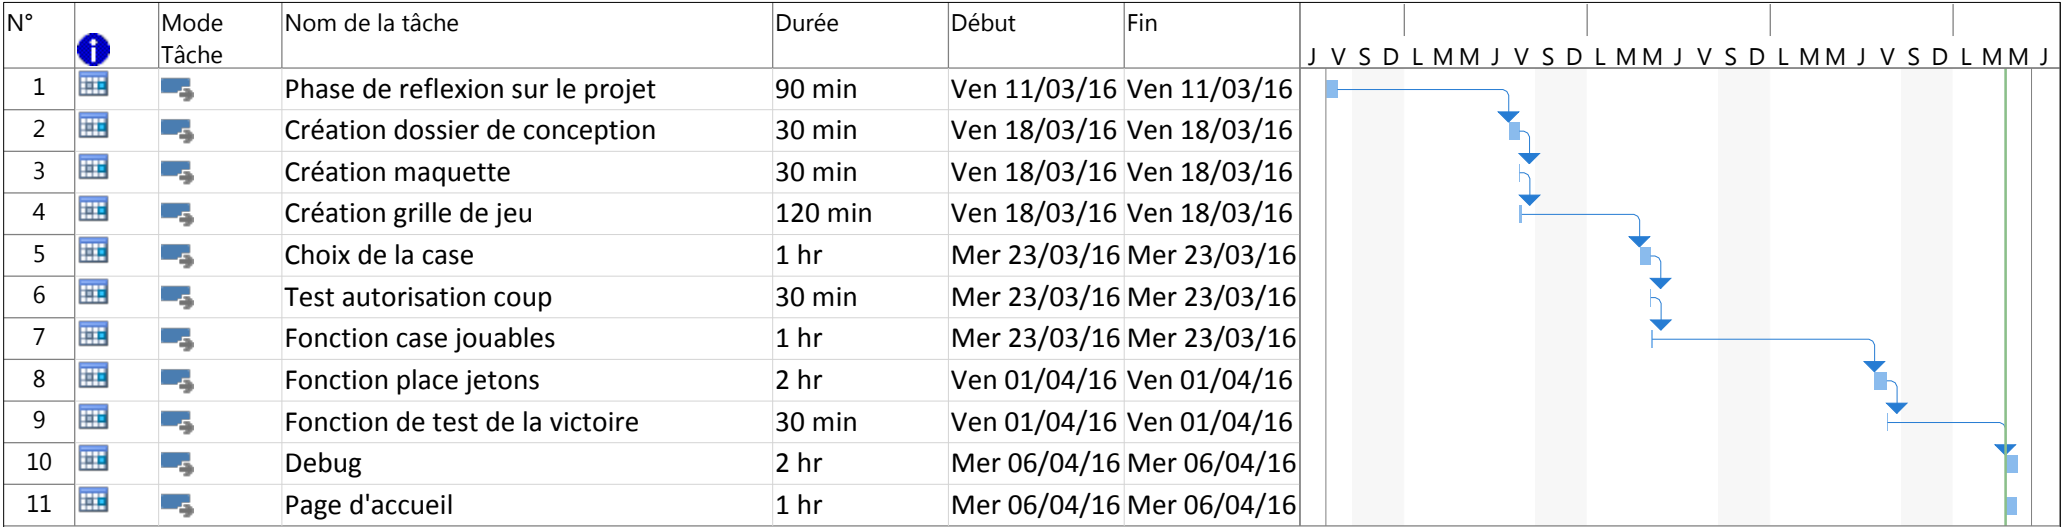 N° Mode Tâche Nom de la tâche Durée Début Fin
J V S D L M M J V S D L M M J V S D L M M J V S D L M M J
1 Phase de reflexion sur le projet 90 min Ven 11/03/16 Ven 11/03/16
2 Création dossier de conception 30 min Ven 18/03/16 Ven 18/03/16
3 Création maquette 30 min Ven 18/03/16 Ven 18/03/16
4 Création grille de jeu 120 min Ven 18/03/16 Ven 18/03/16
5 Choix de la case 1 hr Mer 23/03/16 Mer 23/03/16
6 Test autorisation coup 30 min Mer 23/03/16 Mer 23/03/16
7 Fonction case jouables 1 hr Mer 23/03/16 Mer 23/03/16
8 Fonction place jetons 2 hr Ven 01/04/16 Ven 01/04/16
9 Fonction de test de la victoire 30 min Ven 01/04/16 Ven 01/04/16
10 Debug 2 hr Mer 06/04/16 Mer 06/04/16
11 Page d'accueil 1 hr Mer 06/04/16 Mer 06/04/16